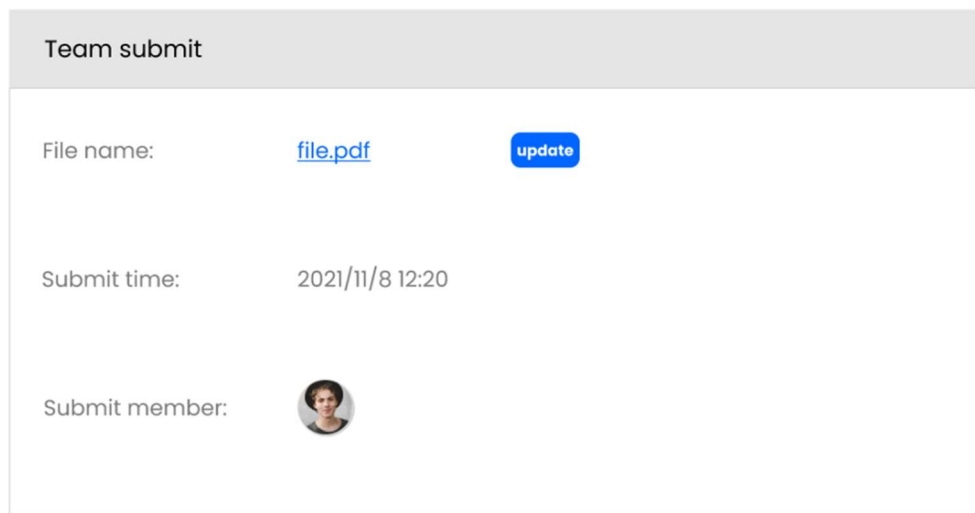 Team submit
File name: file.pdf update
Submit time: 2021/11/8 12:20
Submit member: